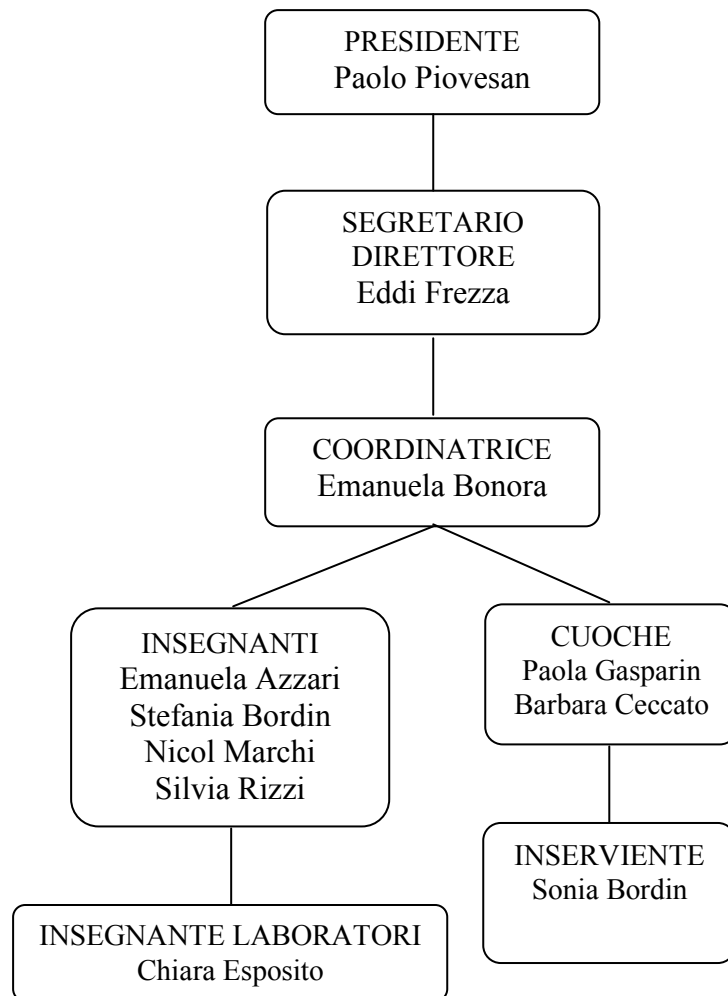 PRESIDENTE
Paolo Piovesan
SEGRETARIO
DIRETTORE
Eddi Frezza
COORDINATRICE
Emanuela Bonora
INSEGNANTI
Emanuela Azzari
Stefania Bordin
Nicol Marchi
Silvia Rizzi
CUOCHE
Paola Gasparin
Barbara Ceccato
INSERVIENTE
Sonia Bordin
INSEGNANTE LABORATORI
Chiara Esposito